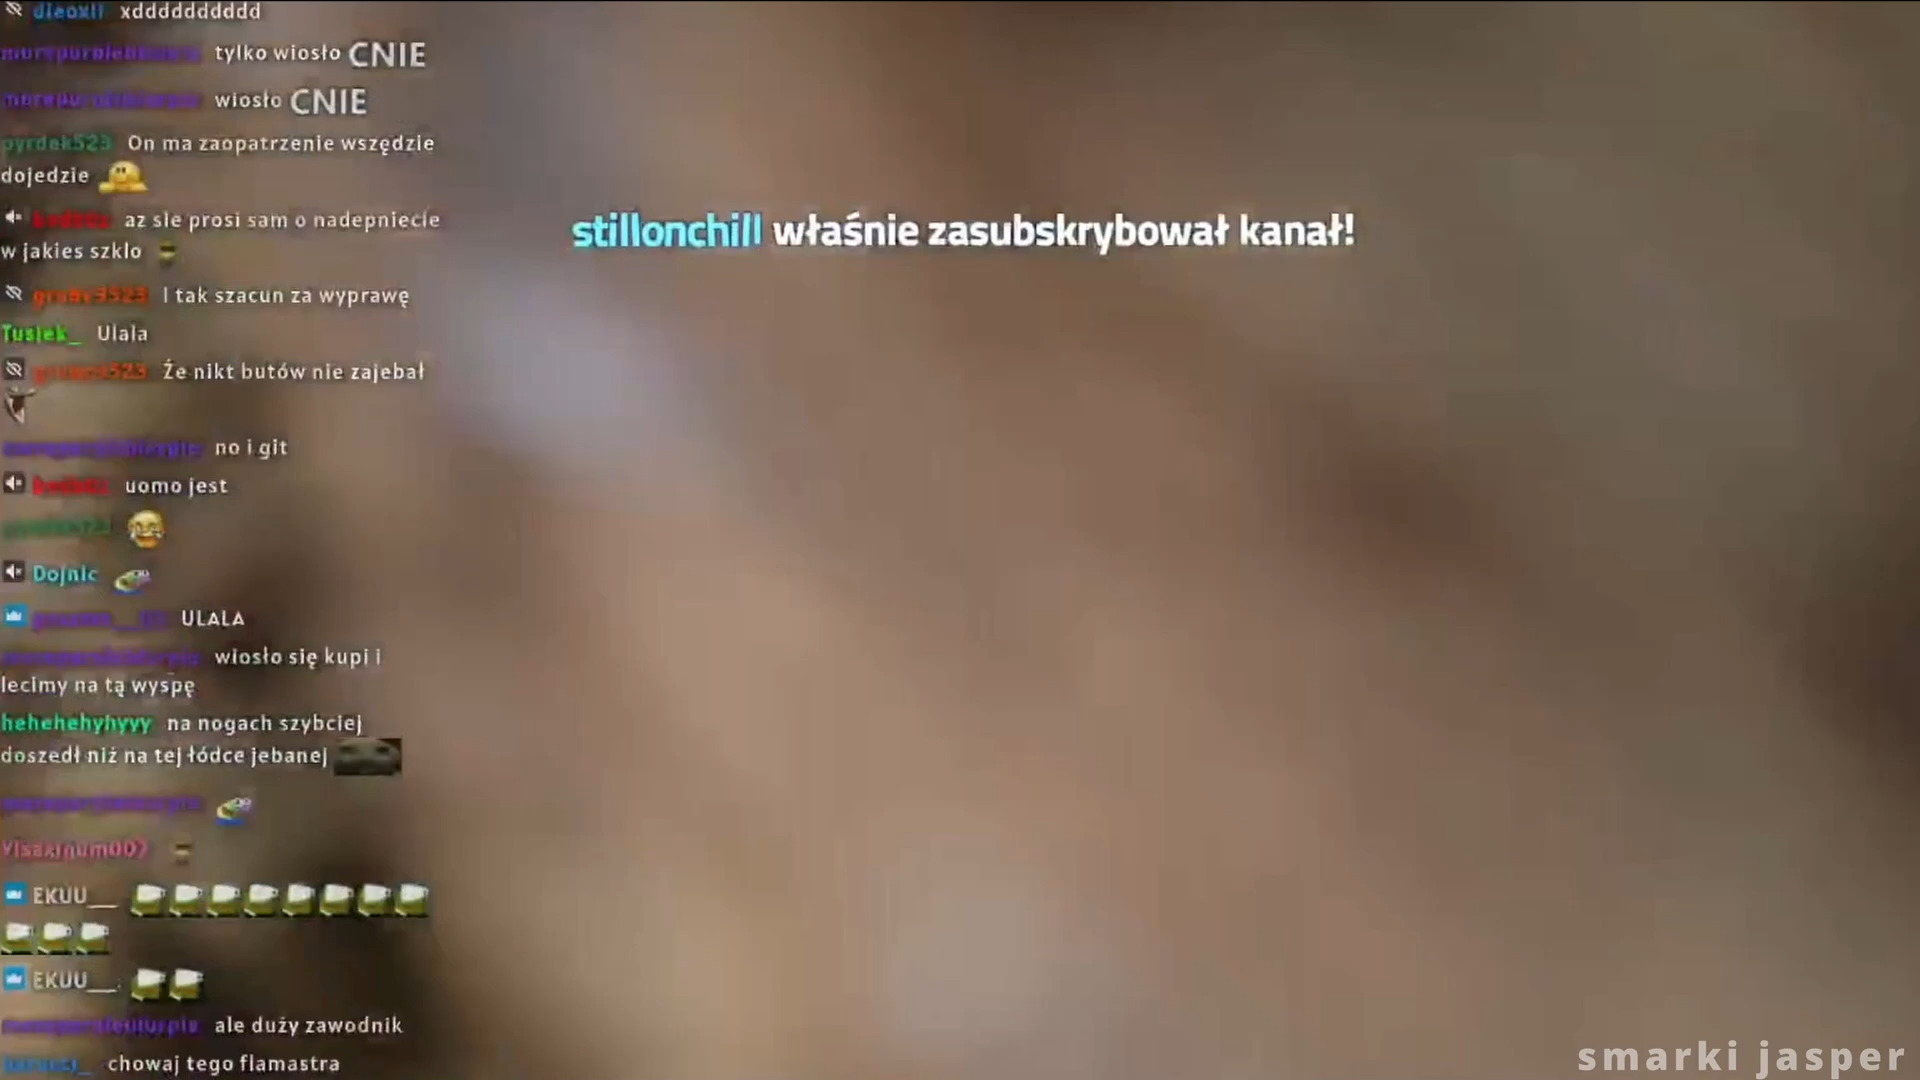 dieoxii xddddddddddd
tylko wiosło CNIE
wiosło CNIE
pyrdek523 On ma zaopatrzenie wszędzie
dojedzie
az sie prosi sam o nadepniecie
w jakies szklo
I tak szacun za wyprawę
Tusiek_ Ulala
Że nikt butów nie zajebał
no i git
uomo jest
Dojnic
ULALA
wiosło się kupi i
lecimy na tą wyspę
hehehehyhyyy na nogach szybciej
doszedł niż na tej łódce jebanej
EKUU__
EKUU__:
ale duży zawodnik
chowaj tego flamastra
stillonchill właśnie zasubskrybował kanał!
smarki jasper